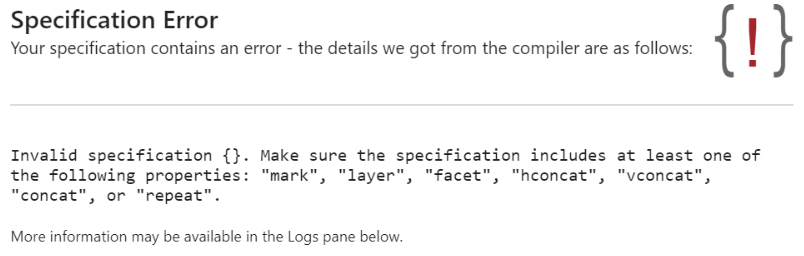 Specification Error
Your specification contains an error - the details we got from the compiler are as follows:
{!}
Invalid specification {}. Make sure the specification includes at least one of
the following properties: "mark", "layer", "facet", "hconcat", "vconcat",
"concat", or "repeat".
More information may be available in the Logs pane below.